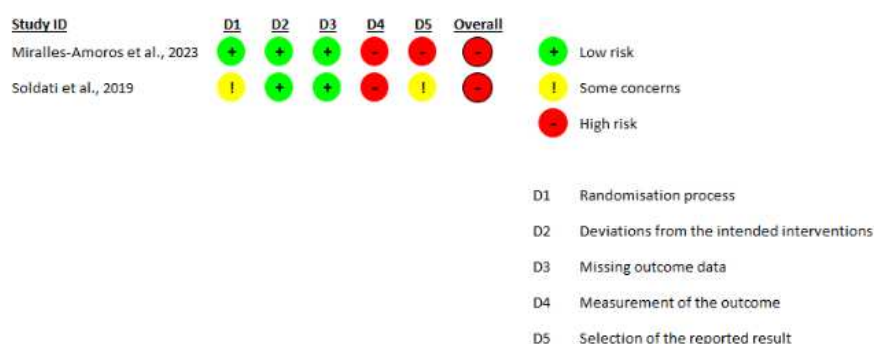 Study ID D1 D2 D3 D4 D5 Overall
Miralles-Amoros et al., 2023 + + + - - - + Low risk
Soldati et al., 2019 ! + + - ! - ! Some concerns
- High risk
D1 Randomisation process
D2 Deviations from the intended interventions
D3 Missing outcome data
D4 Measurement of the outcome
D5 Selection of the reported result